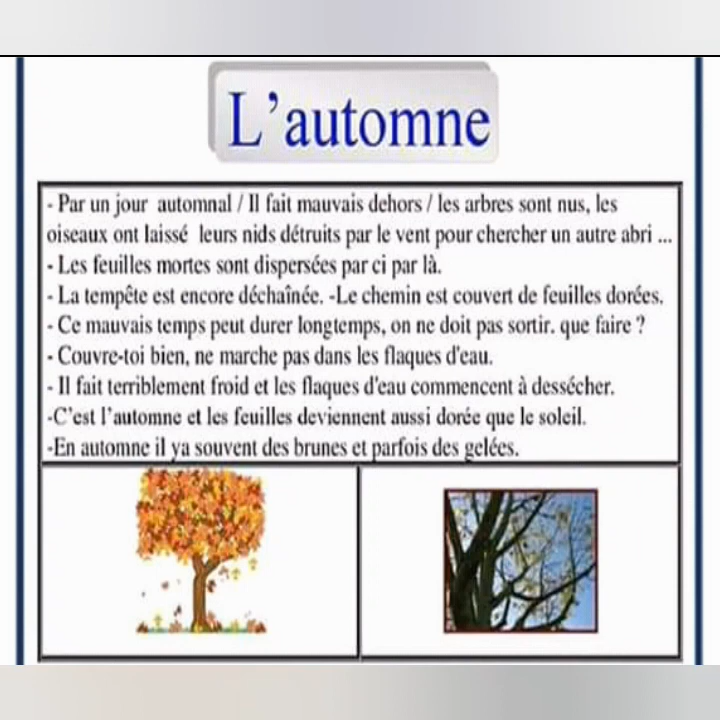 L'automne
- Par un jour automnal / Il fait mauvais dehors / les arbres sont nus, les
oiseaux ont laissé leurs nids détruits par le vent pour chercher un autre abri ...
- Les feuilles mortes sont dispersées par ci par là.
- La tempête est encore déchaînée. -Le chemin est couvert de feuilles dorées.
- Ce mauvais temps peut durer longtemps, on ne doit pas sortir. que faire ?
- Couvre-toi bien, ne marche pas dans les flaques d'eau.
- Il fait terriblement froid et les flaques d'eau commencent à dessécher.
-C'est l'automne et les feuilles deviennent aussi dorée que le soleil.
-En automne il ya souvent des brunes et parfois des gelées.